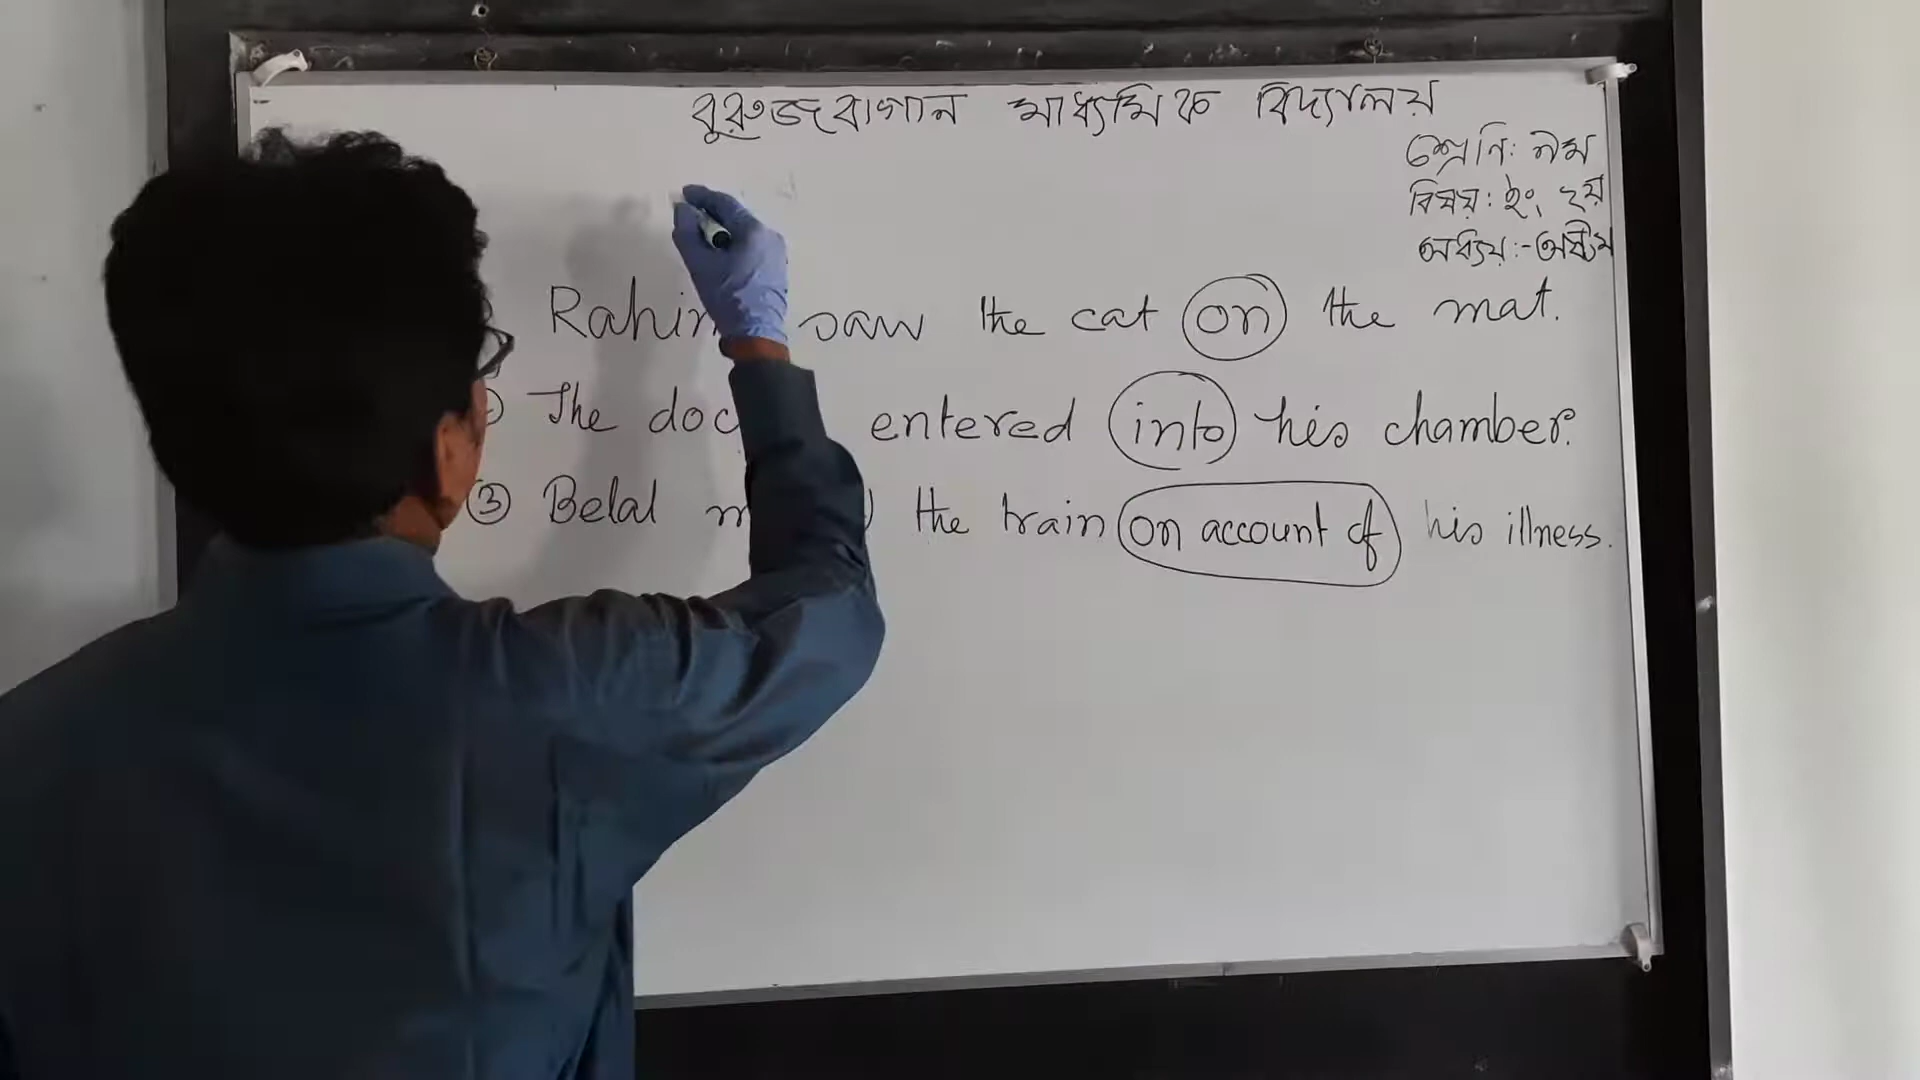 বুরুজবাগান মাধ্যমিক বিদ্যালয়
শ্রেণি: নবম
বিষয়: ইং, ২য়
অধ্যায়:- অষ্টম
saw the cat on the mat.
The entered into his chamber.
③ Belal the train on account of his illness.